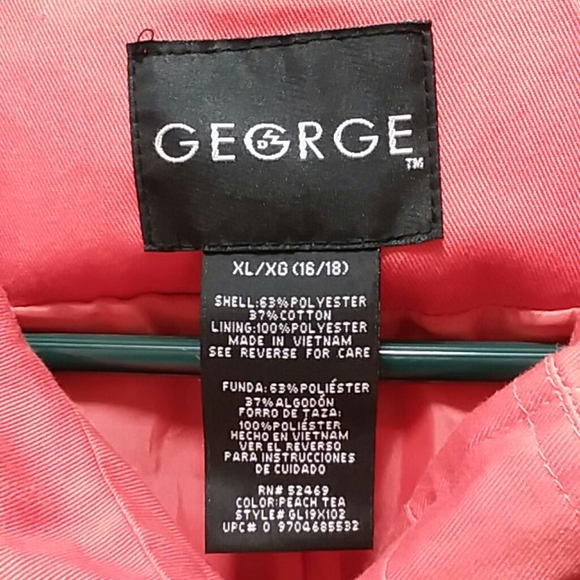 GEORGE
TM
XL/XG (16/18)
SHELL:63%POLYESTER
37%COTTON
LINING:100%POLYESTER
MADE IN VIETNAM
SEE REVERSE FOR CARE
FUNDA:63%POLIÉSTER
37%ALGODÓN
FORRO DE TAZA:
100%POLIÉSTER
HECHO EN VIETNAM
VER EL REVERSO
PARA INSTRUCCIONES
DE CUIDADO
RN# 52469
COLOR:PEACH TEA
STYLE#GL19X102
UPC# 0 9704685532